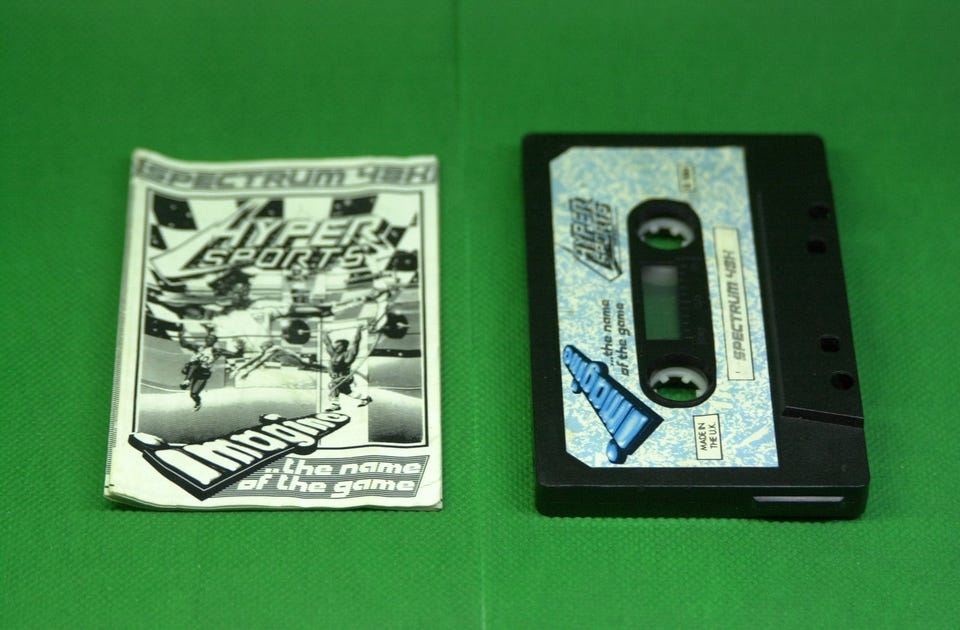 SPECTRUM 48K
HYPER
SPORTS
imagine
...the name
of the game
HYPER
SPORTS
...the name
of the game
imagine
SPECTRUM 48K
MADE IN
THE U.K.